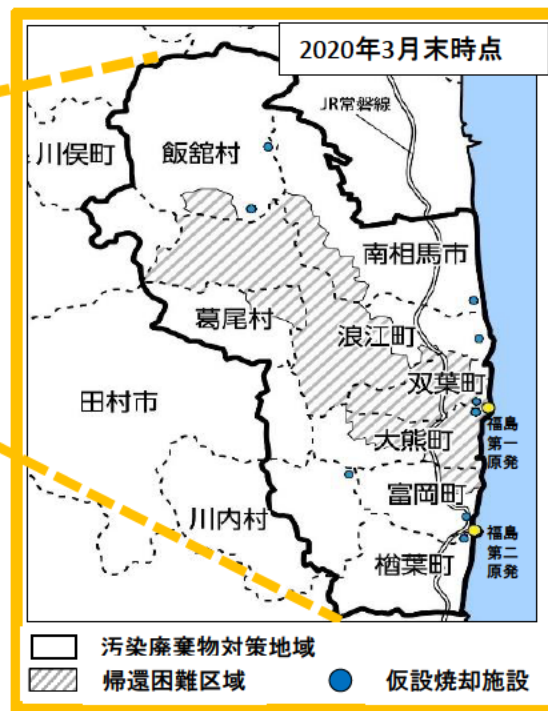 2020年3月末時点
JR常磐線
川俣町
飯舘村
南相馬市
葛尾村
浪江町
双葉町
田村市
福島
第一
原発
大熊町
富岡町
川内村
福島
第二
原発
楢葉町
汚染廃棄物対策地域
帰還困難区域
仮設焼却施設